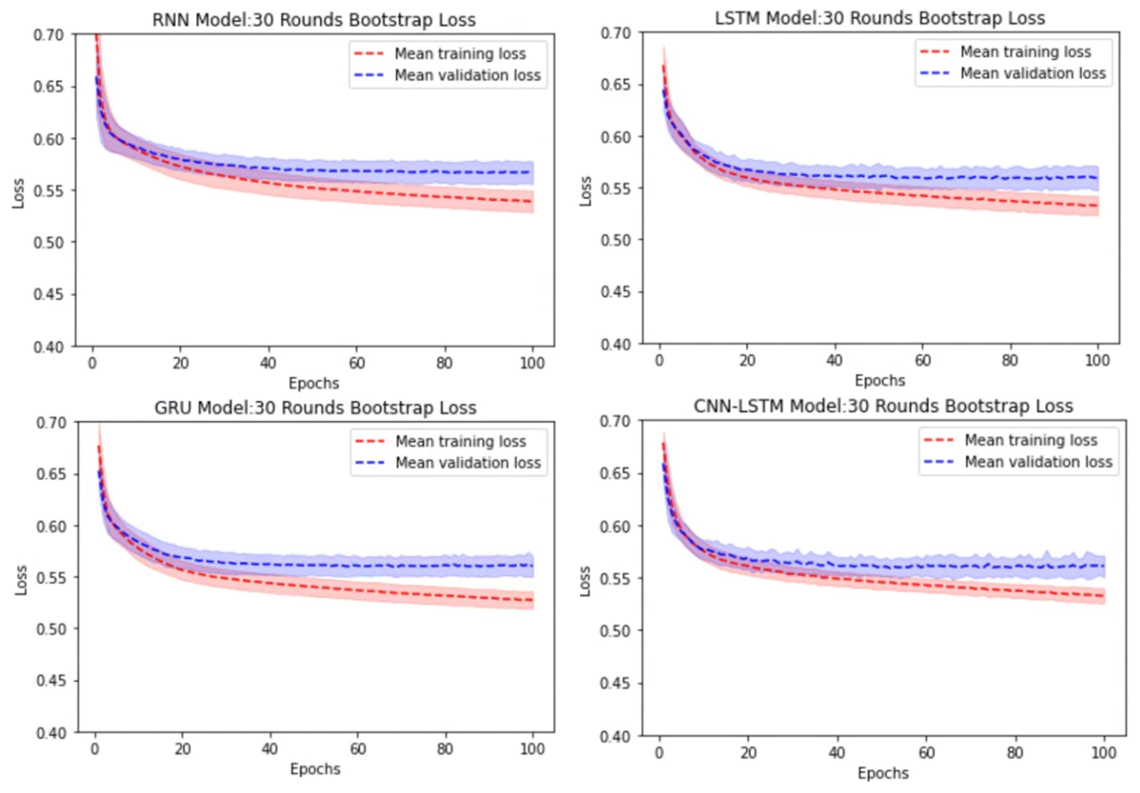 RNN Model:30 Rounds Bootstrap Loss
0.70
0.65
0.60
0.55
0.50
0.45
0.40
Loss
Mean training loss
Mean validation loss
0 20 40 60 80 100
Epochs
LSTM Model:30 Rounds Bootstrap Loss
0.70
0.65
0.60
0.55
0.50
0.45
0.40
Loss
Mean training loss
Mean validation loss
0 20 40 60 80 100
Epochs
GRU Model:30 Rounds Bootstrap Loss
0.70
0.65
0.60
0.55
0.50
0.45
0.40
Loss
Mean training loss
Mean validation loss
0 20 40 60 80 100
Epochs
CNN-LSTM Model:30 Rounds Bootstrap Loss
0.70
0.65
0.60
0.55
0.50
0.45
0.40
Loss
Mean training loss
Mean validation loss
0 20 40 60 80 100
Epochs